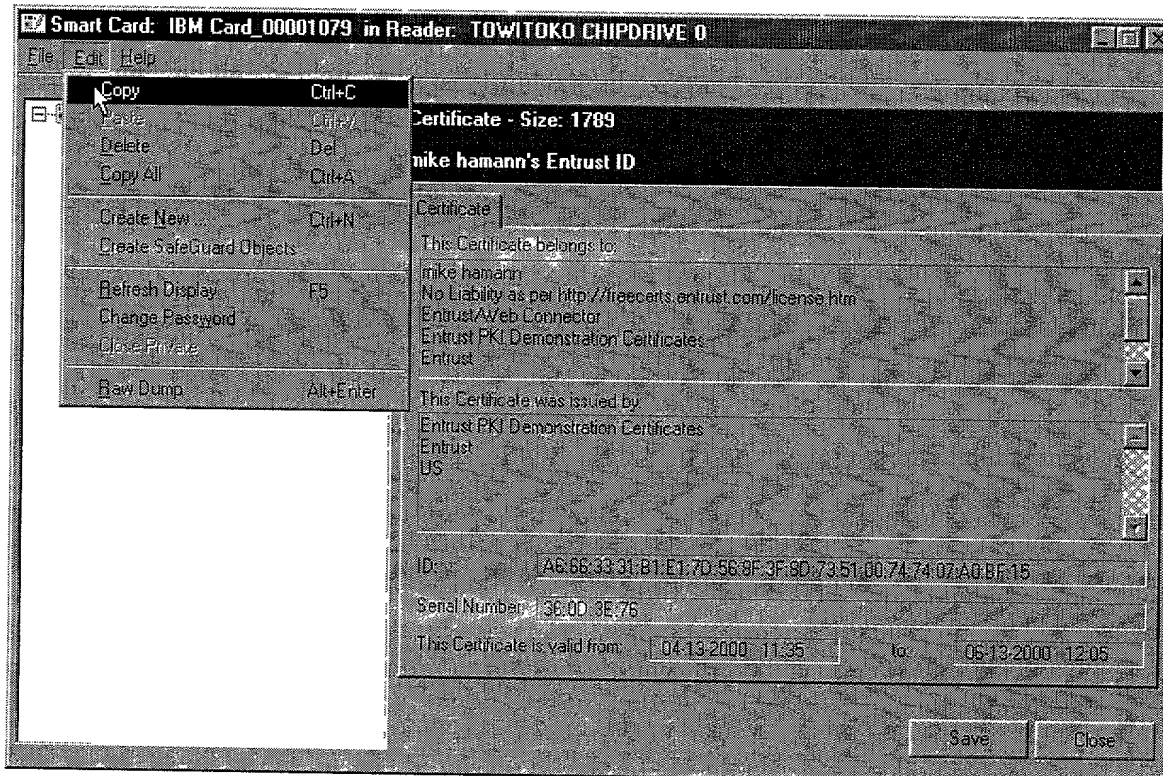 Smart Card: IBM Card_00001079 in Reader: TOWITOKO CHIPDRIVE 0
File Edit Help
Copy Ctrl+C
Paste Ctrl+V
Delete Del
Copy All Ctrl+A
Create New ... Ctrl+N
Create SafeGuard Objects
Refresh Display F5
Change Password
Close Private
Raw Dump Alt+Enter
Certificate - Size: 1789
mike hamann's Entrust ID
Certificate
This Certificate belongs to:
mike hamann
No Liability as per http://freecerts.entrust.com/license.htm
Entrust/Web Connector
Entrust PKI Demonstration Certificates
Entrust
This Certificate was issued by
Entrust PKI Demonstration Certificates
Entrust
US
ID: A6:66:33:31:B1:E1:7D:56:8F:3F:8D:73:51:00:74:74:07:A0:BF:15
Serial Number: 36:0D:3E:76
This Certificate is valid from: 04-13-2000 11:35 to: 06-13-2000 12:05
Save Close